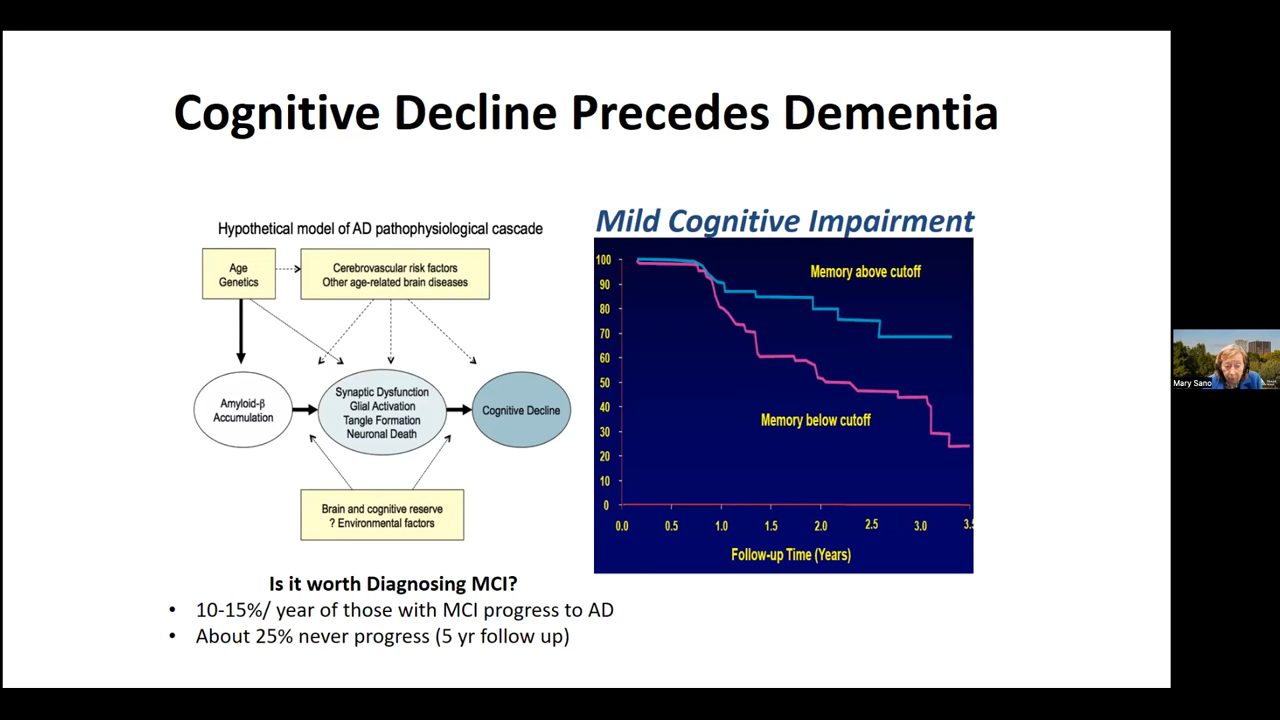 Cognitive Decline Precedes Dementia
Hypothetical model of AD pathophysiological cascade
Age
Genetics
Cerebrovascular risk factors
Other age-related brain diseases
Amyloid-β
Accumulation
Synaptic Dysfunction
Glial Activation
Tangle Formation
Neuronal Death
Cognitive Decline
Brain and cognitive reserve
? Environmental factors
Mild Cognitive Impairment
100
90
80
70
60
50
40
30
20
10
0
Memory above cutoff
Memory below cutoff
0.0 0.5 1.0 1.5 2.0 2.5 3.0 3.5
Follow-up Time (Years)
Is it worth Diagnosing MCI?
• 10-15%/ year of those with MCI progress to AD
• About 25% never progress (5 yr follow up)
Mary Sano